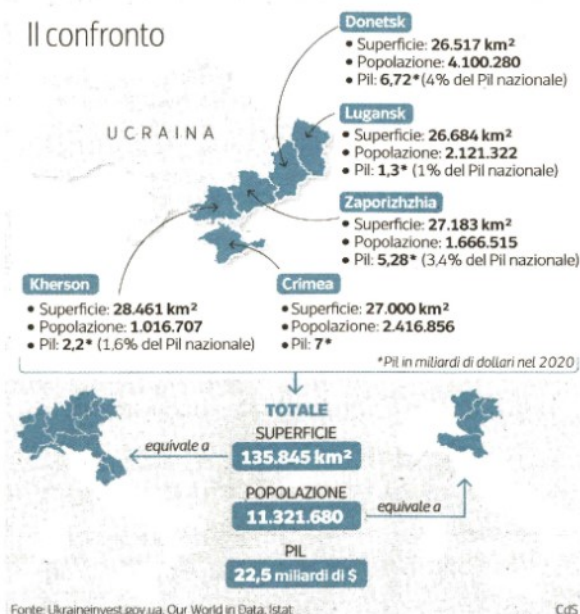 Il confronto
UCRAINA
Donetsk
• Superficie: 26.517 km²
• Popolazione: 4.100.280
• Pil: 6,72* (4% del Pil nazionale)
Lugansk
• Superficie: 26.684 km²
• Popolazione: 2.121.322
• Pil: 1,3* (1% del Pil nazionale)
Zaporizhzhia
• Superficie: 27.183 km²
• Popolazione: 1.666.515
• Pil: 5,28* (3,4% del Pil nazionale)
Kherson
• Superficie: 28.461 km²
• Popolazione: 1.016.707
• Pil: 2,2* (1,6% del Pil nazionale)
Crimea
• Superficie: 27.000 km²
• Popolazione: 2.416.856
• Pil: 7*
*Pil in miliardi di dollari nel 2020
TOTALE
SUPERFICIE
equivale a
135.845 km²
POPOLAZIONE
11.321.680
equivale a
PIL
22,5 miliardi di $
Fonte: Ukraineinvest.gov.ua, Our World in Data, Istat
CdS